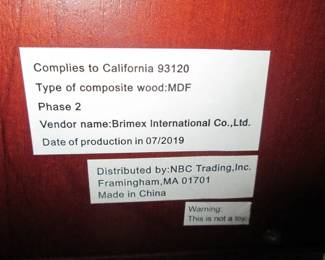 Complies to California 93120
Type of composite wood:MDF
Phase 2
Vendor name:Brimex International Co.,Ltd.
Date of production in 07/2019
Distributed by:NBC Trading,Inc.
Framingham,MA 01701
Made in China
Warning:
This is not a toy.